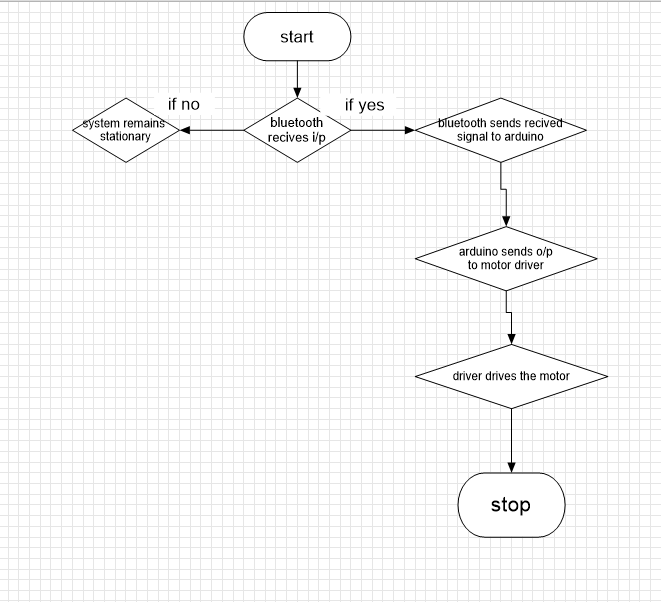 start
if no
if yes
system remains
stationary
bluetooth
recives i/p
bluetooth sends recived
signal to arduino
arduino sends o/p
to motor driver
driver drives the motor
stop